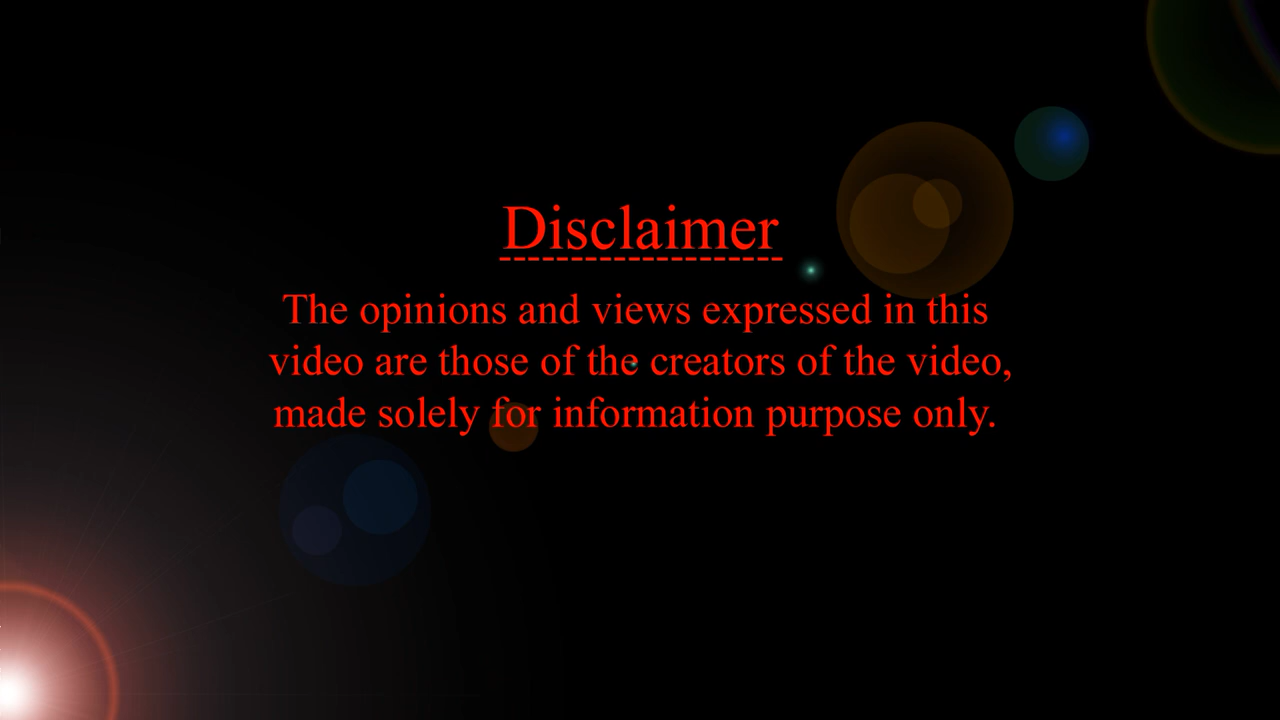 Disclaimer
The opinions and views expressed in this
video are those of the creators of the video,
made solely for information purpose only.